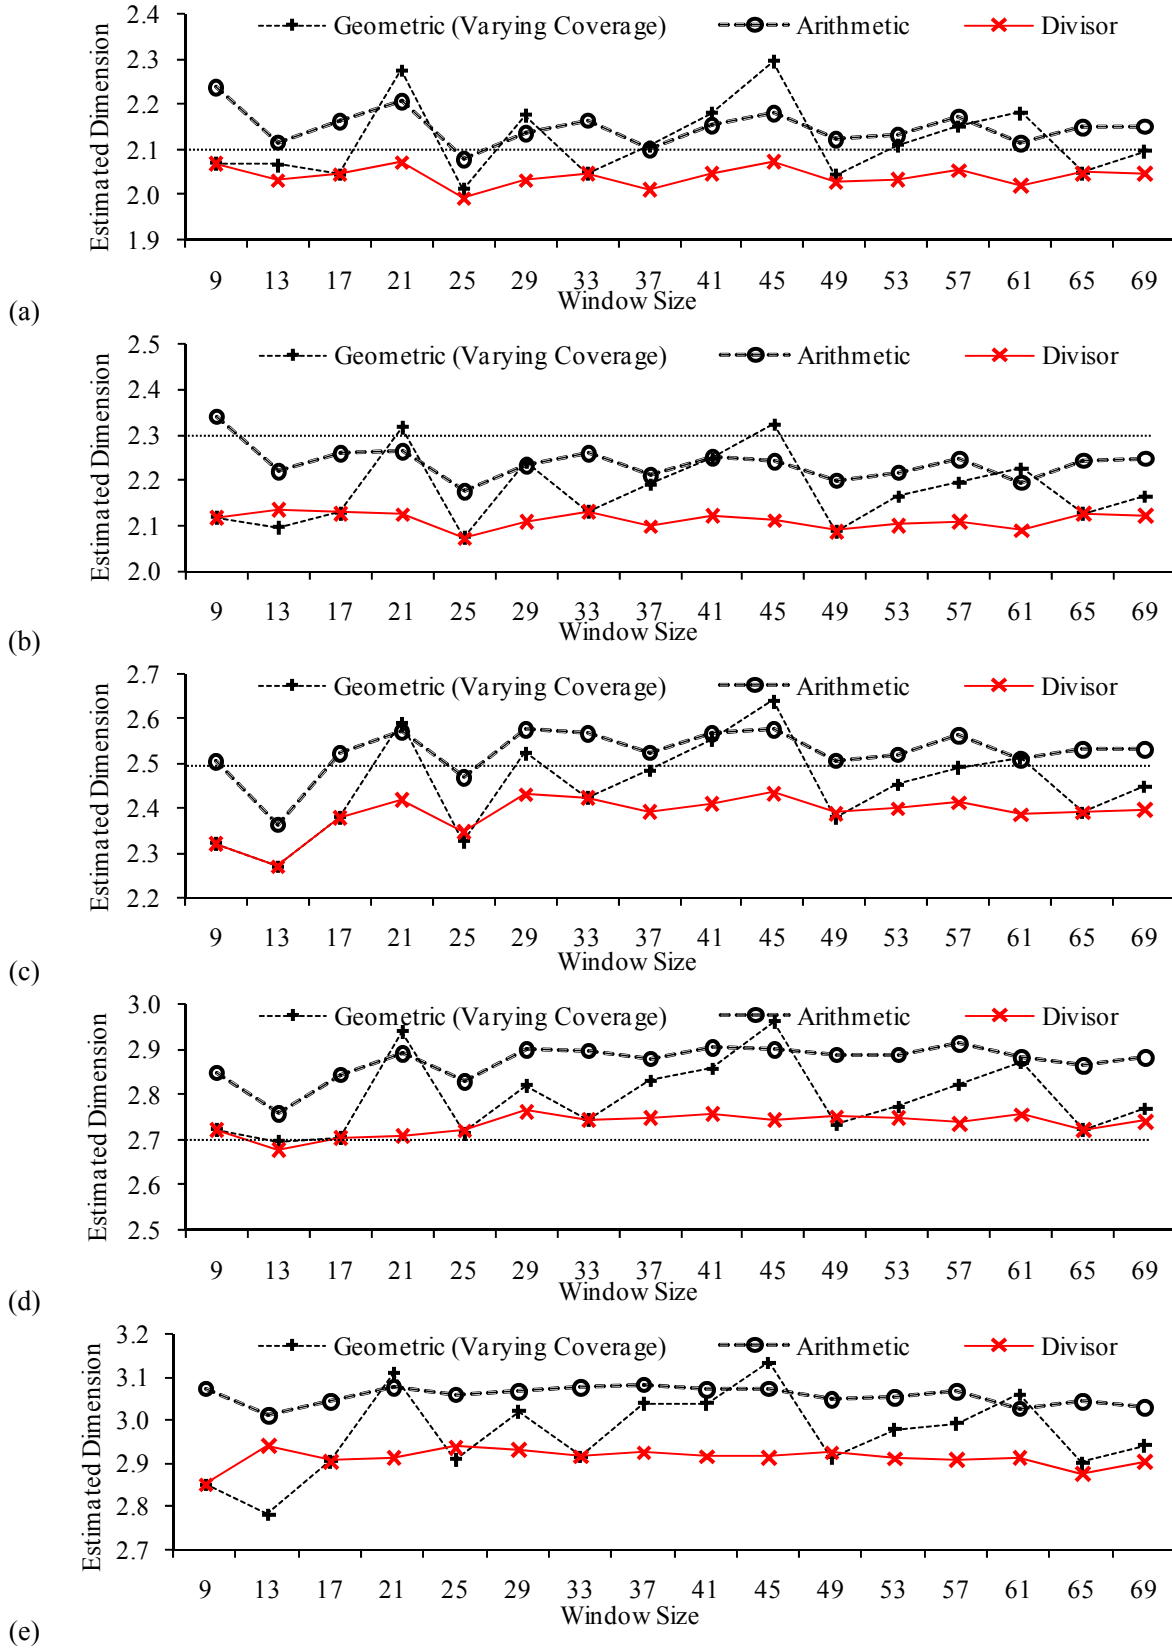 2.4
Geometric (Varying Coverage) Arithmetic Divisor
2.3
2.2
2.1
2.0
1.9
Estimated Dimension
9 13 17 21 25 29 33 37 41 45 49 53 57 61 65 69
Window Size
(a)
2.5
Geometric (Varying Coverage) Arithmetic Divisor
2.4
2.3
2.2
2.1
2.0
Estimated Dimension
9 13 17 21 25 29 33 37 41 45 49 53 57 61 65 69
Window Size
(b)
2.7
Geometric (Varying Coverage) Arithmetic Divisor
2.6
2.5
2.4
2.3
2.2
Estimated Dimension
9 13 17 21 25 29 33 37 41 45 49 53 57 61 65 69
Window Size
(c)
3.0
Geometric (Varying Coverage) Arithmetic Divisor
2.9
2.8
2.7
2.6
2.5
Estimated Dimension
9 13 17 21 25 29 33 37 41 45 49 53 57 61 65 69
Window Size
(d)
3.2
Geometric (Varying Coverage) Arithmetic Divisor
3.1
3.0
2.9
2.8
2.7
Estimated Dimension
9 13 17 21 25 29 33 37 41 45 49 53 57 61 65 69
Window Size
(e)